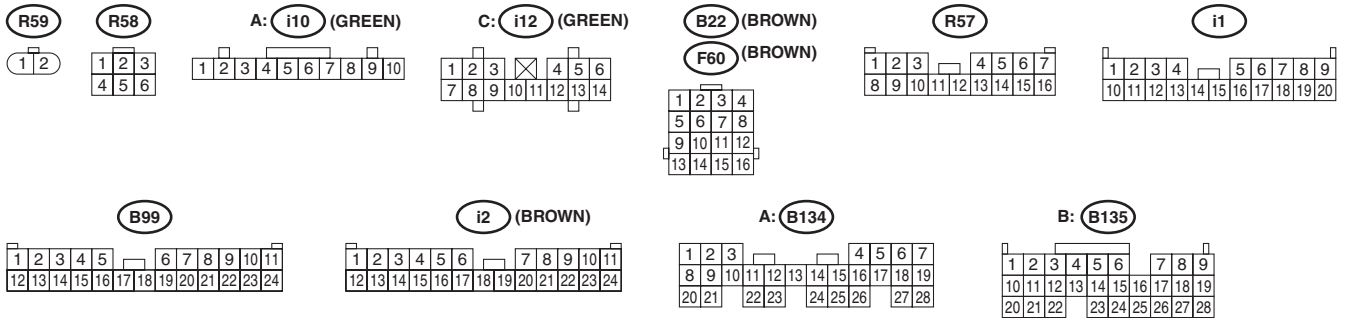 R59 R58 A: i10 (GREEN) C: i12 (GREEN) B22 (BROWN) R57 i1
F60 (BROWN)
1 2
1 2 3
4 5 6
1 2 3 4 5 6 7 8 9 10
1 2 3 4 5 6
7 8 9 10 11 12 13 14
1 2 3 4
5 6 7 8
9 10 11 12
13 14 15 16
1 2 3 4 5 6 7
8 9 10 11 12 13 14 15 16
1 2 3 4 5 6 7 8 9
10 11 12 13 14 15 16 17 18 19 20
B99 i2 (BROWN) A: B134 B: B135
1 2 3 4 5 6 7 8 9 10 11
12 13 14 15 16 17 18 19 20 21 22 23 24
1 2 3 4 5 6 7 8 9 10 11
12 13 14 15 16 17 18 19 20 21 22 23 24
1 2 3 4 5 6 7
8 9 10 11 12 13 14 15 16 17 18 19
20 21 22 23 24 25 26 27 28
1 2 3 4 5 6 7 8 9
10 11 12 13 14 15 16 17 18 19
20 21 22 23 24 25 26 27 28